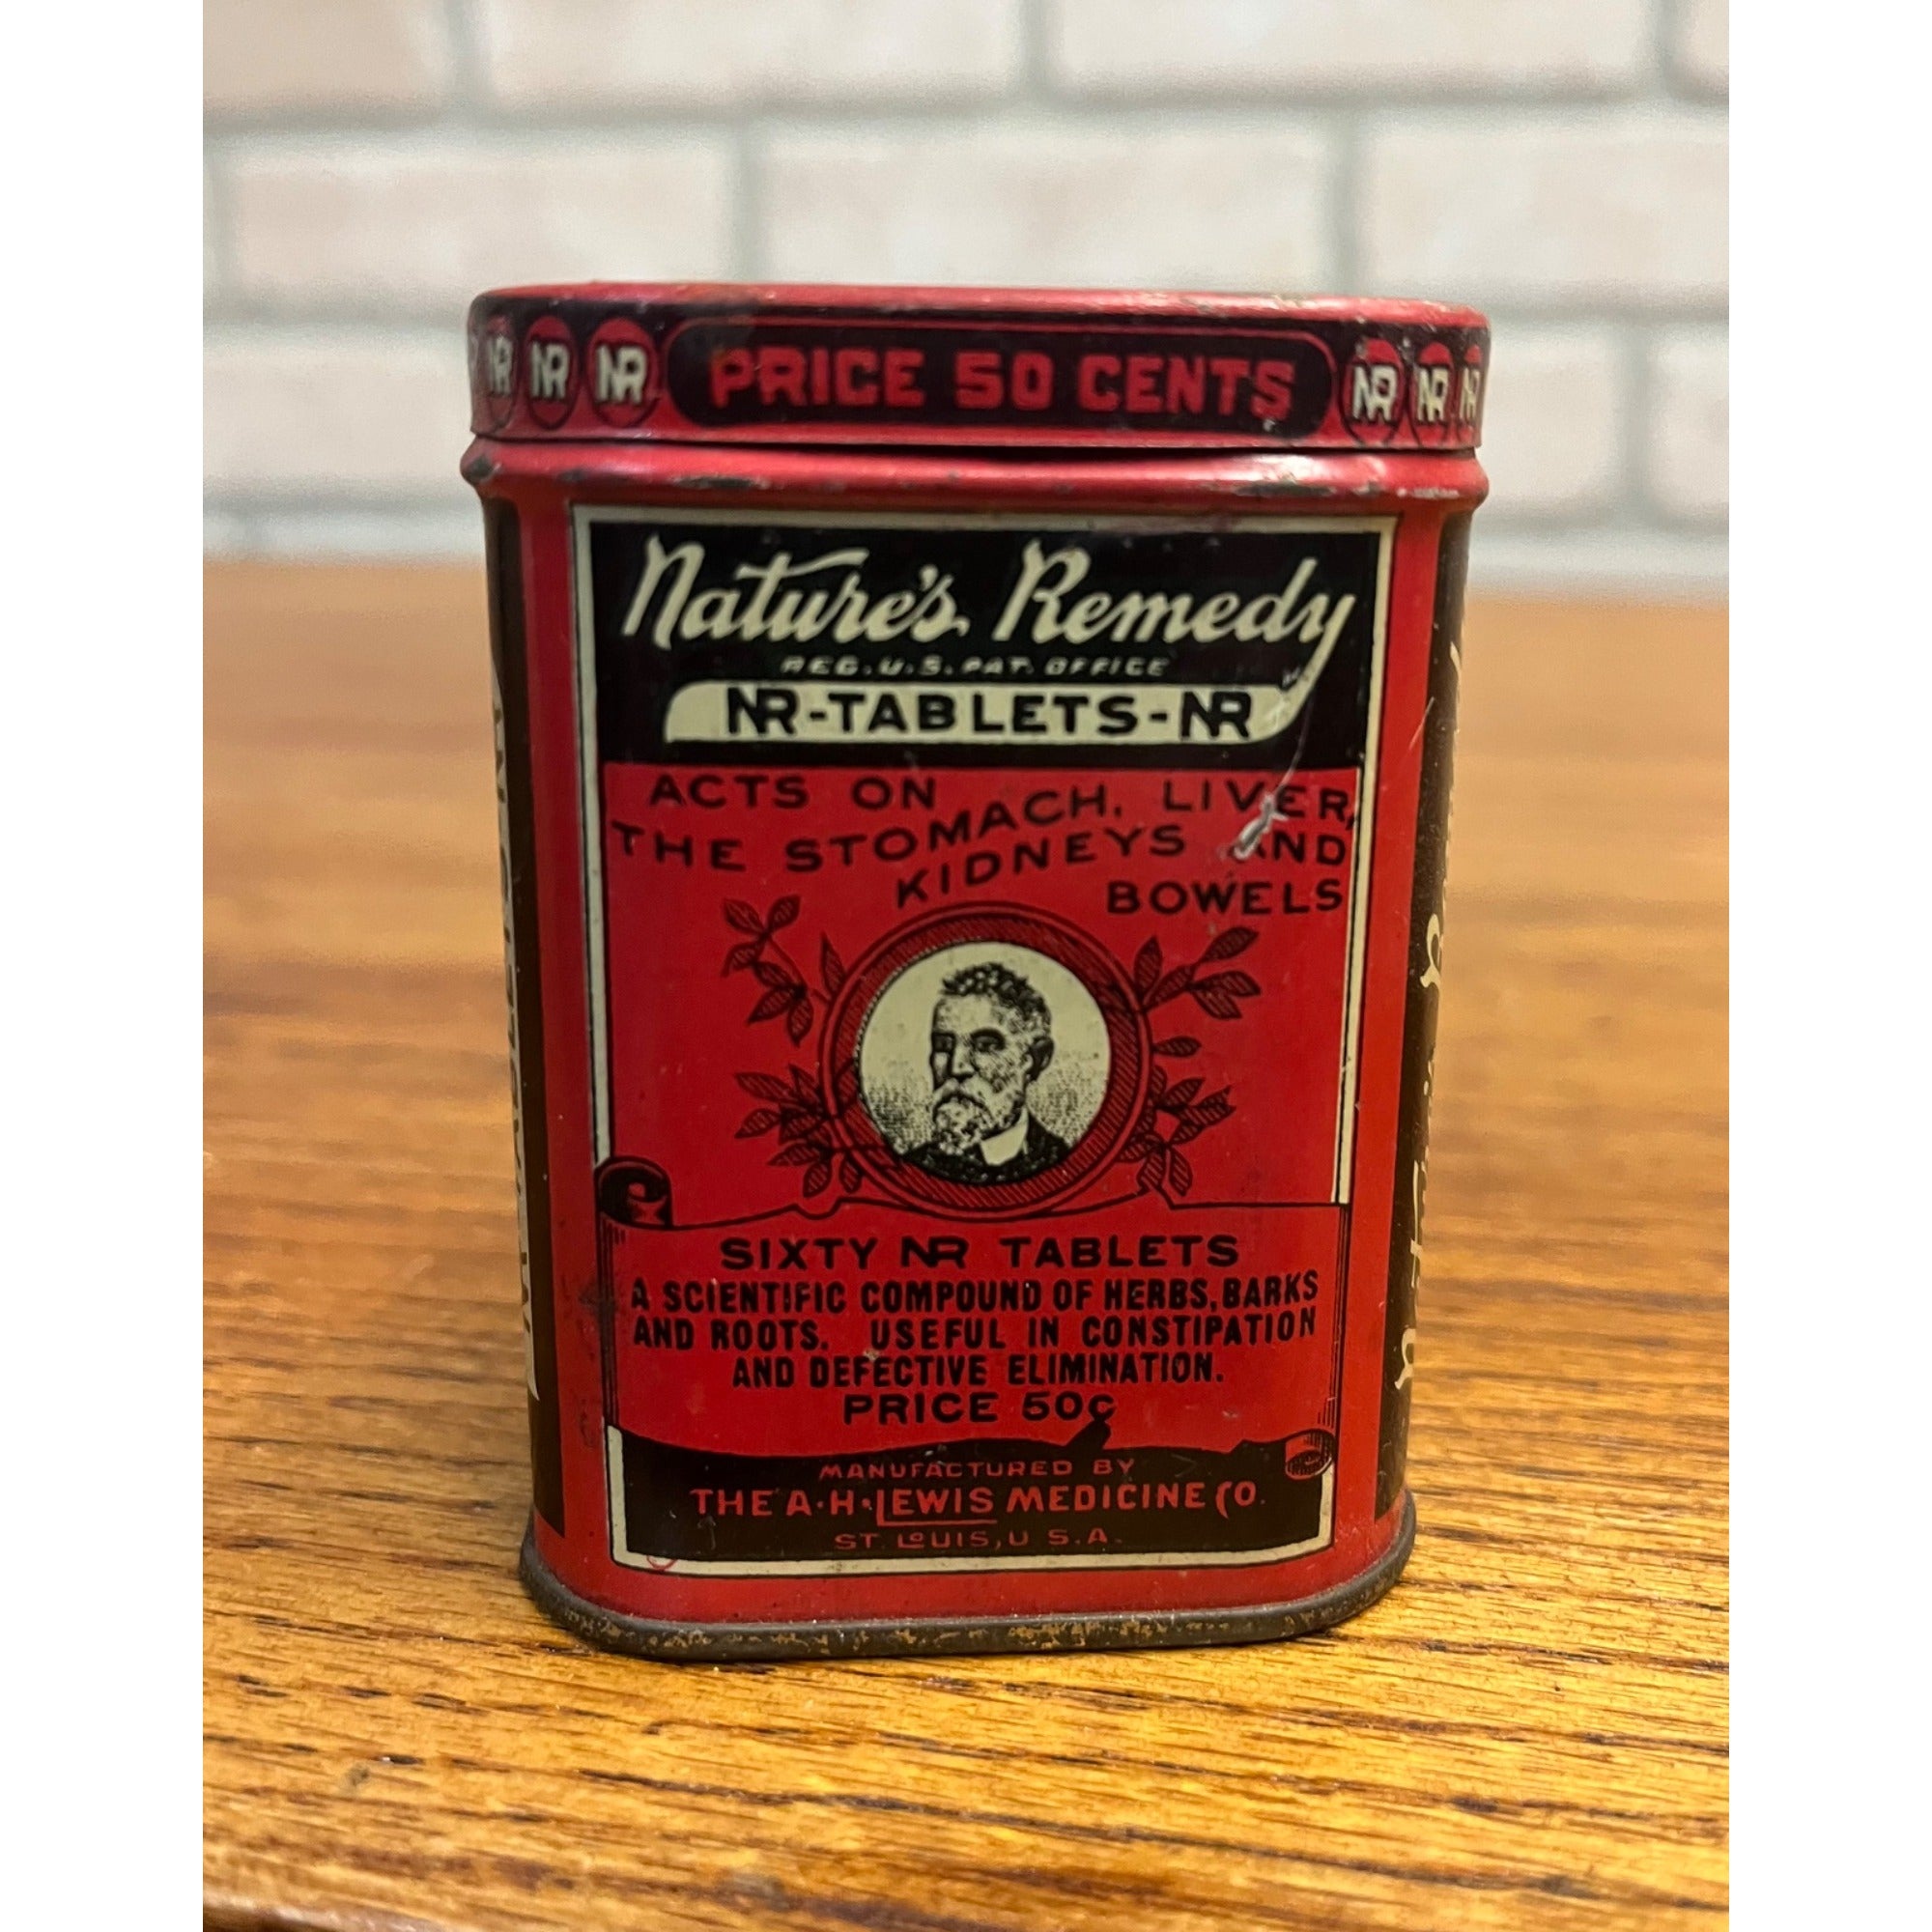 NR NR NR PRICE 50 CENTS NR NR NR
Nature's Remedy
REG. U. S. PAT. OFFICE
NR-TABLETS-NR
ACTS ON
THE STOMACH, LIVER,
KIDNEYS AND
BOWELS
SIXTY NR TABLETS
A SCIENTIFIC COMPOUND OF HERBS, BARKS
AND ROOTS. USEFUL IN CONSTIPATION
AND DEFECTIVE ELIMINATION.
PRICE 50c
MANUFACTURED BY
THE A·H·LEWIS MEDICINE CO.
ST. LOUIS, U.S.A.